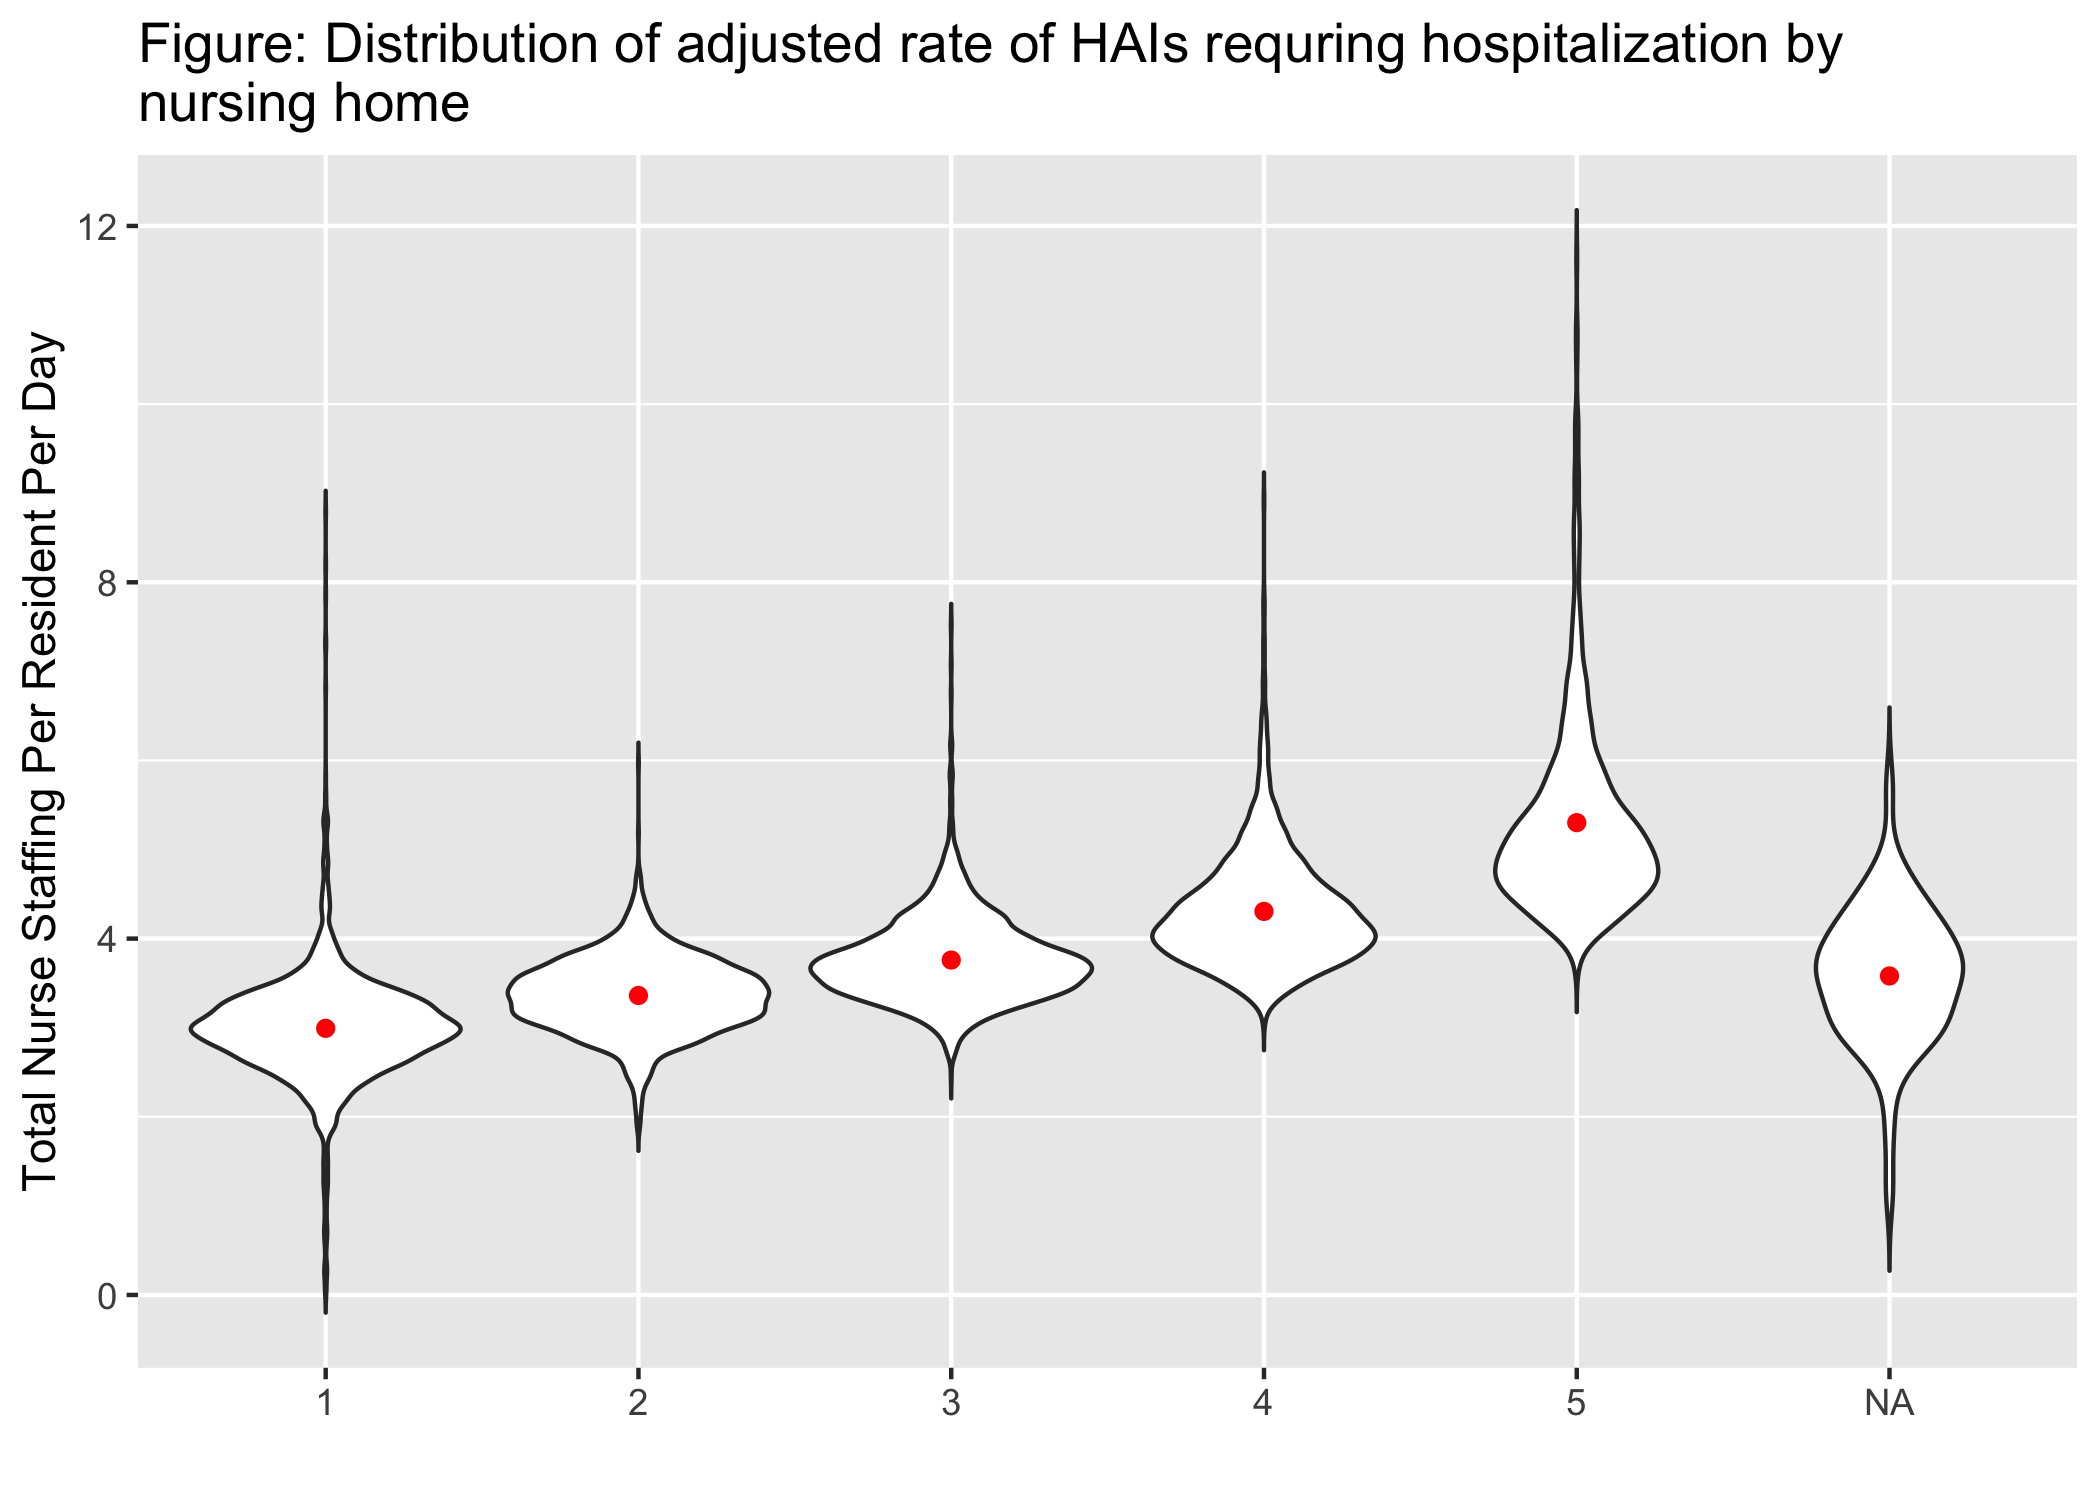 Figure: Distribution of adjusted rate of HAIs requring hospitalization by
nursing home
Total Nurse Staffing Per Resident Per Day
12
8
4
0
1
2
3
4
5
NA